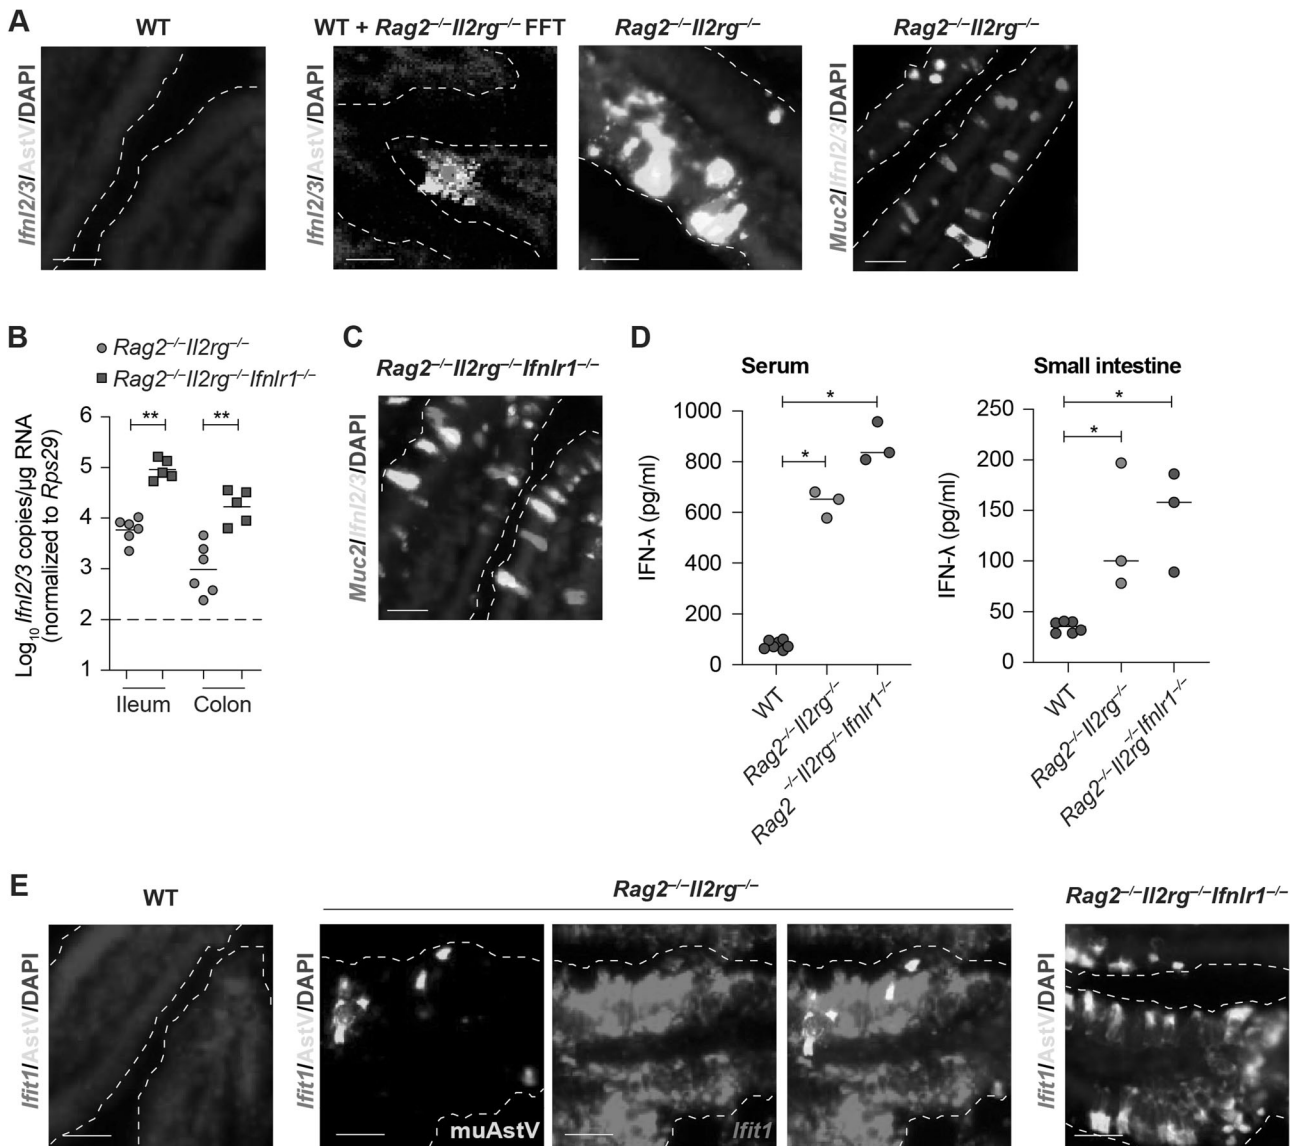 A
WT
WT + Rag2–/–Il2rg–/– FFT
Rag2–/–Il2rg–/–
Rag2–/–Il2rg–/–
Ifnl2/3/AstV/DAPI
Ifnl2/3/AstV/DAPI
Muc2/Ifnl2/3/DAPI
B
Rag2–/–Il2rg–/–
Rag2–/–Il2rg–/–Ifnlr1–/–
Log10 Ifnl2/3 copies/µg RNA
(normalized to Rps29)
6
5
4
3
2
1
**
**
Ileum
Colon
C
Rag2–/–Il2rg–/–Ifnlr1–/–
Muc2/Ifnl2/3/DAPI
D
Serum
IFN-λ (pg/ml)
1000
800
600
400
200
0
*
*
WT
Rag2–/–Il2rg–/–
Rag2–/–Il2rg–/–Ifnlr1–/–
Small intestine
IFN-λ (pg/ml)
250
200
150
100
50
0
*
*
WT
Rag2–/–Il2rg–/–
Rag2–/–Il2rg–/–Ifnlr1–/–
E
WT
Rag2–/–Il2rg–/–
Rag2–/–Il2rg–/–Ifnlr1–/–
Ifit1/AstV/DAPI
Ifit1/AstV/DAPI
muAstV
Ifit1
Ifit1/AstV/DAPI